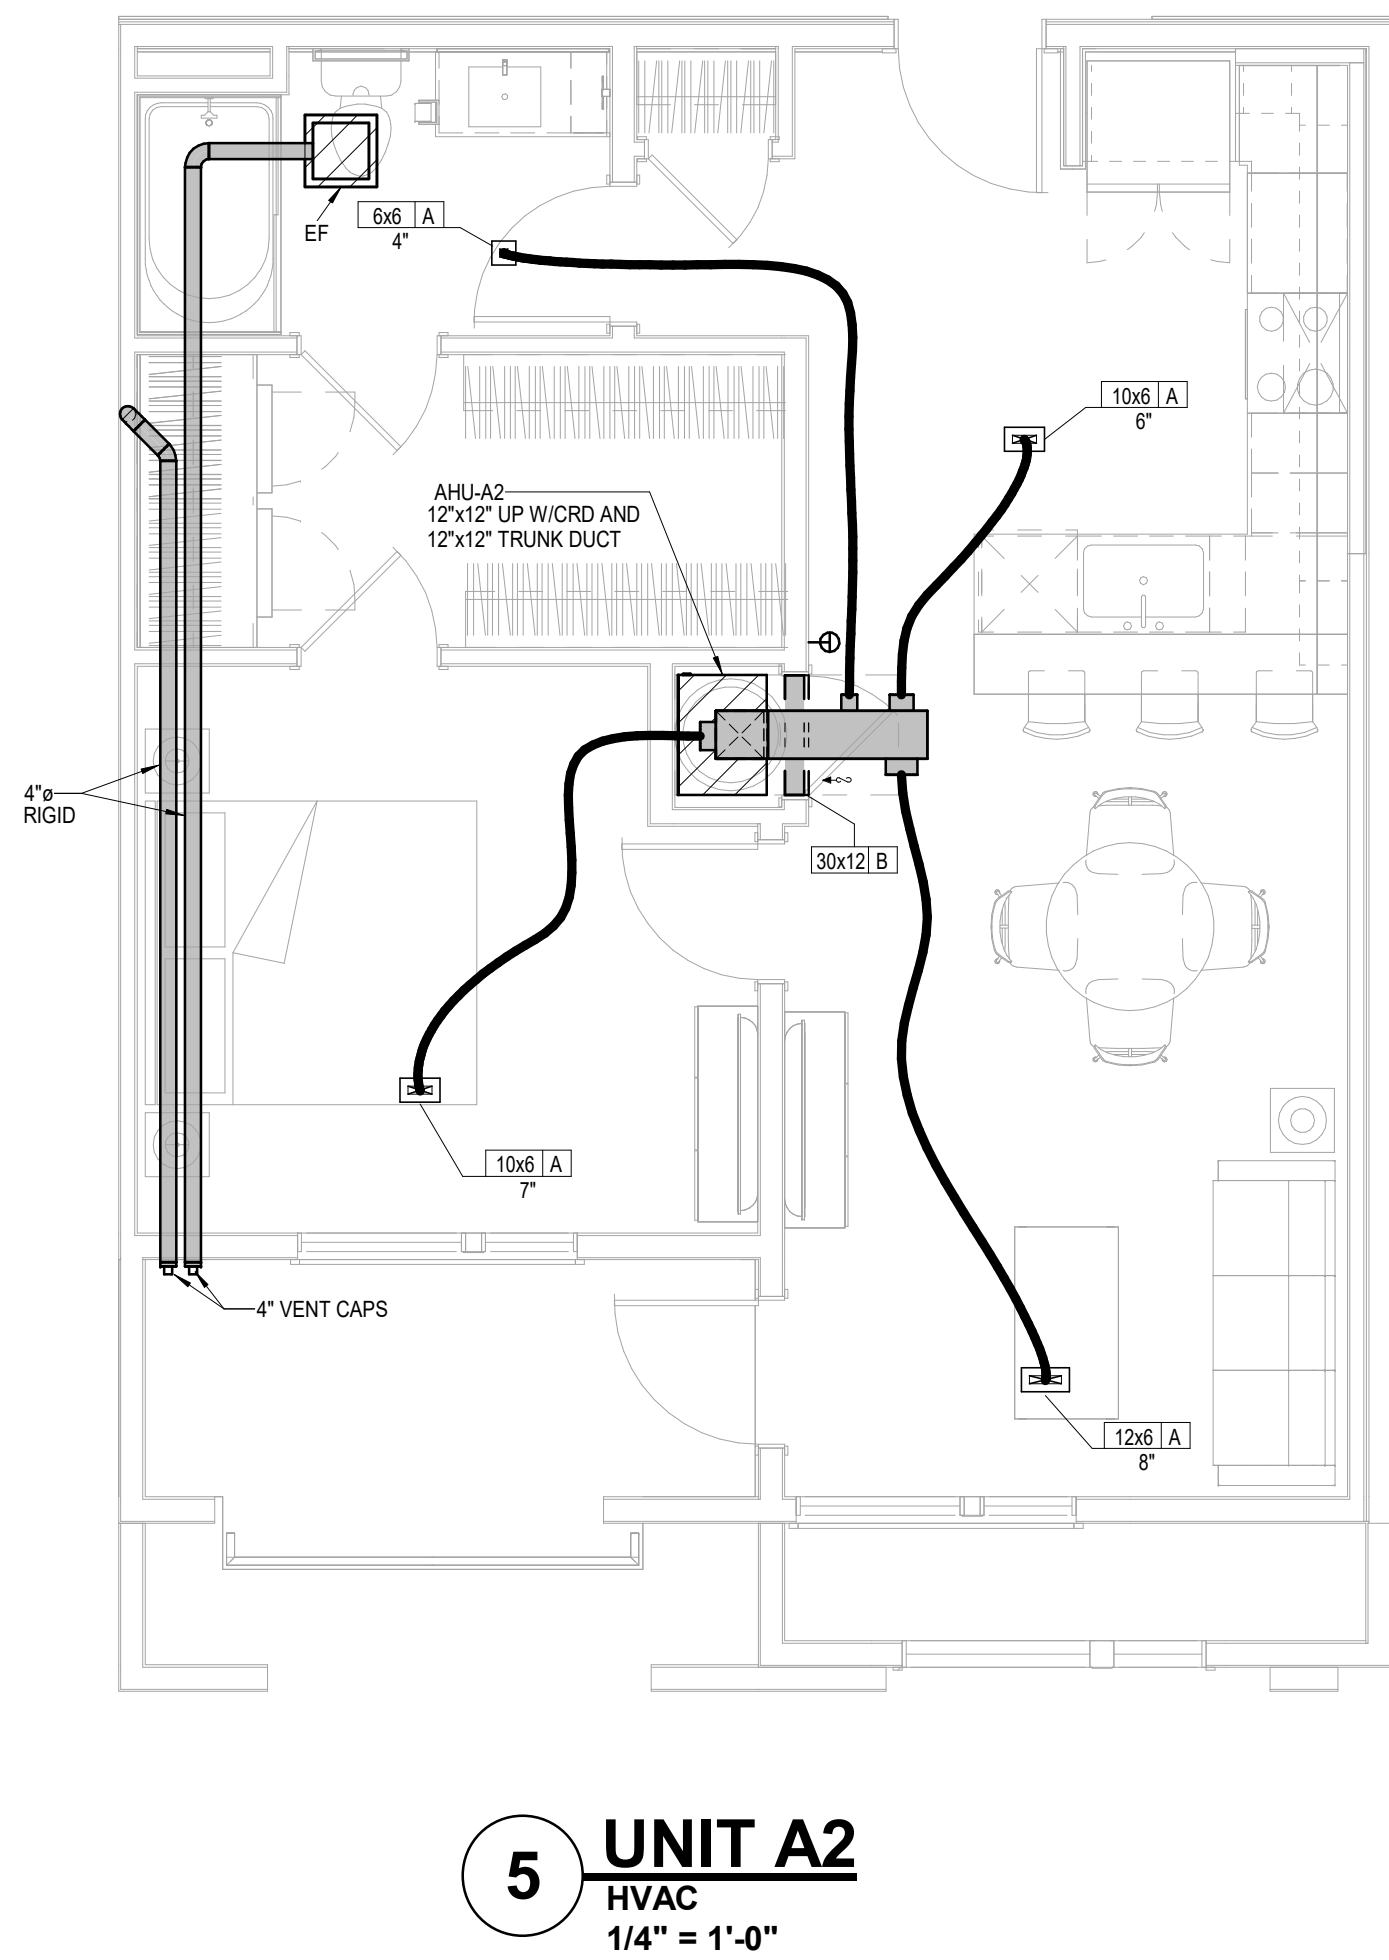 EF
6x6 A
4"
10x6 A
6"
AHU-A2
12"x12" UP W/CRD AND
12"x12" TRUNK DUCT
4"ø
RIGID
30x12 B
10x6 A
7"
4" VENT CAPS
12x6 A
8"
5
UNIT A2
HVAC
1/4" = 1'-0"